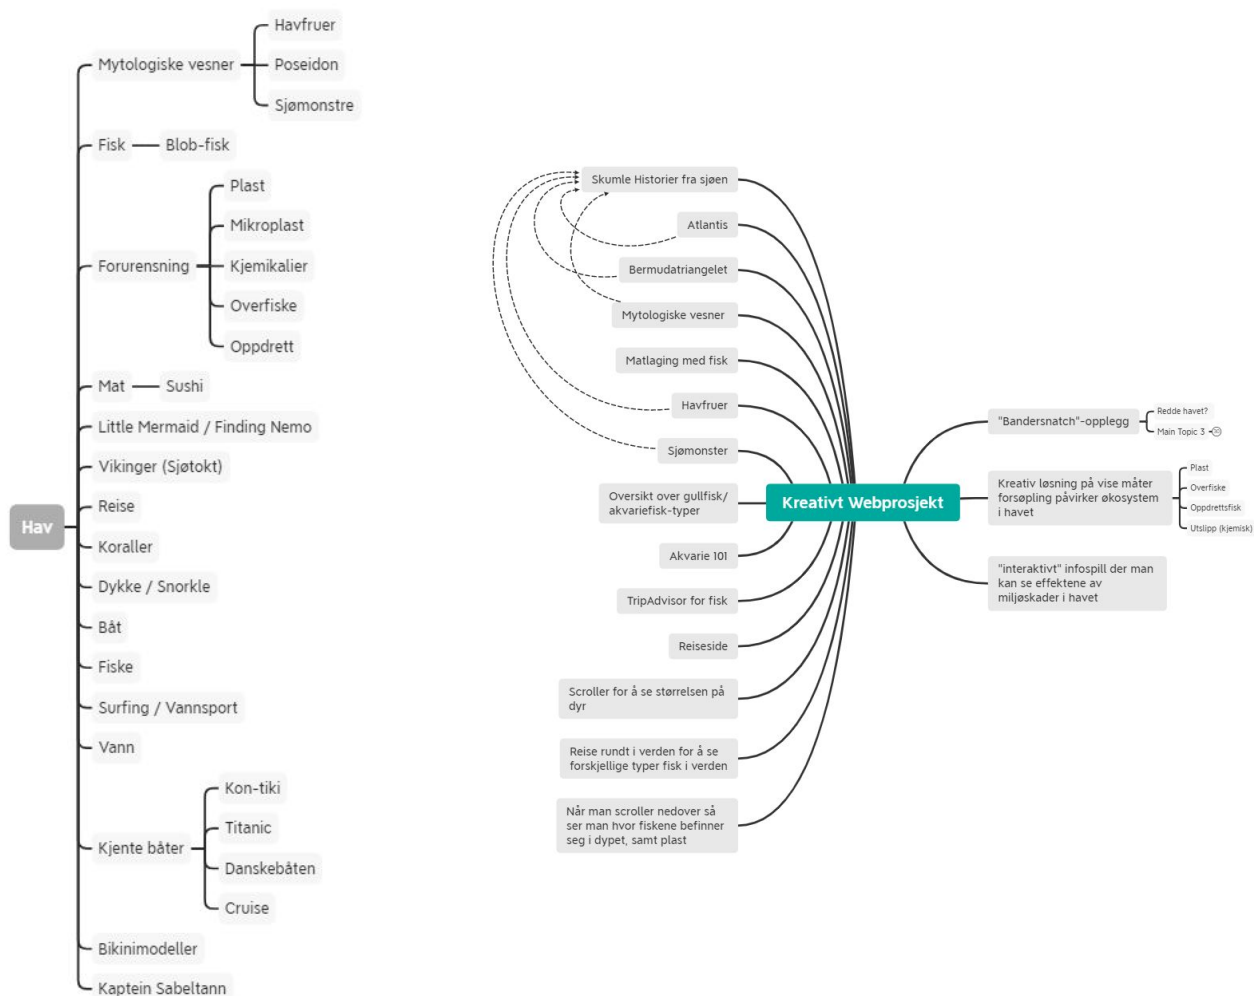 Hav
Mytologiske vesner
Havfruer
Poseidon
Sjømonstre
Fisk
Blob-fisk
Forurensning
Plast
Mikroplast
Kjemikalier
Overfiske
Oppdrett
Mat
Sushi
Little Mermaid / Finding Nemo
Vikinger (Sjøtokt)
Reise
Koraller
Dykke / Snorkle
Båt
Fiske
Surfing / Vannsport
Vann
Kjente båter
Kon-tiki
Titanic
Danskebåten
Cruise
Bikinimodeller
Kaptein Sabeltann
Kreativt Webprosjekt
Skumle Historier fra sjøen
Atlantis
Bermudatriangelet
Mytologiske vesner
Matlaging med fisk
Havfruer
Sjømonster
Oversikt over gullfisk/
akvariefisk-typer
Akvarie 101
TripAdvisor for fisk
Reiseside
Scroller for å se størrelsen på
dyr
Reise rundt i verden for å se
forskjellige typer fisk i verden
Når man scroller nedover så
ser man hvor fiskene befinner
seg i dypet, samt plast
"Bandersnatch"-opplegg
Redde havet?
Main Topic 3
Kreativ løsning på vise måter
forsøpling påvirker økosystem
i havet
Plast
Overfiske
Oppdrettsfisk
Utslipp (kjemisk)
"interaktivt" infospill der man
kan se effektene av
miljøskader i havet